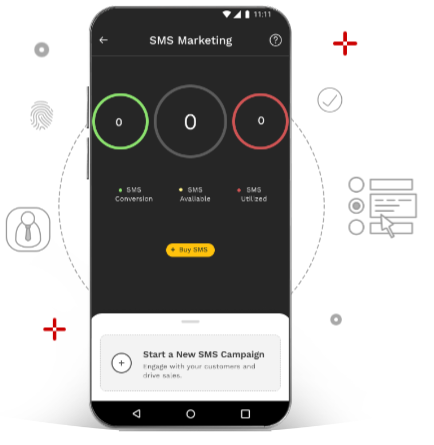 11:11
SMS Marketing
0
0
0
SMS
Conversion
SMS
Available
SMS
Utilized
+ Buy SMS
Start a New SMS Campaign
Engage with your customers and
drive sales.